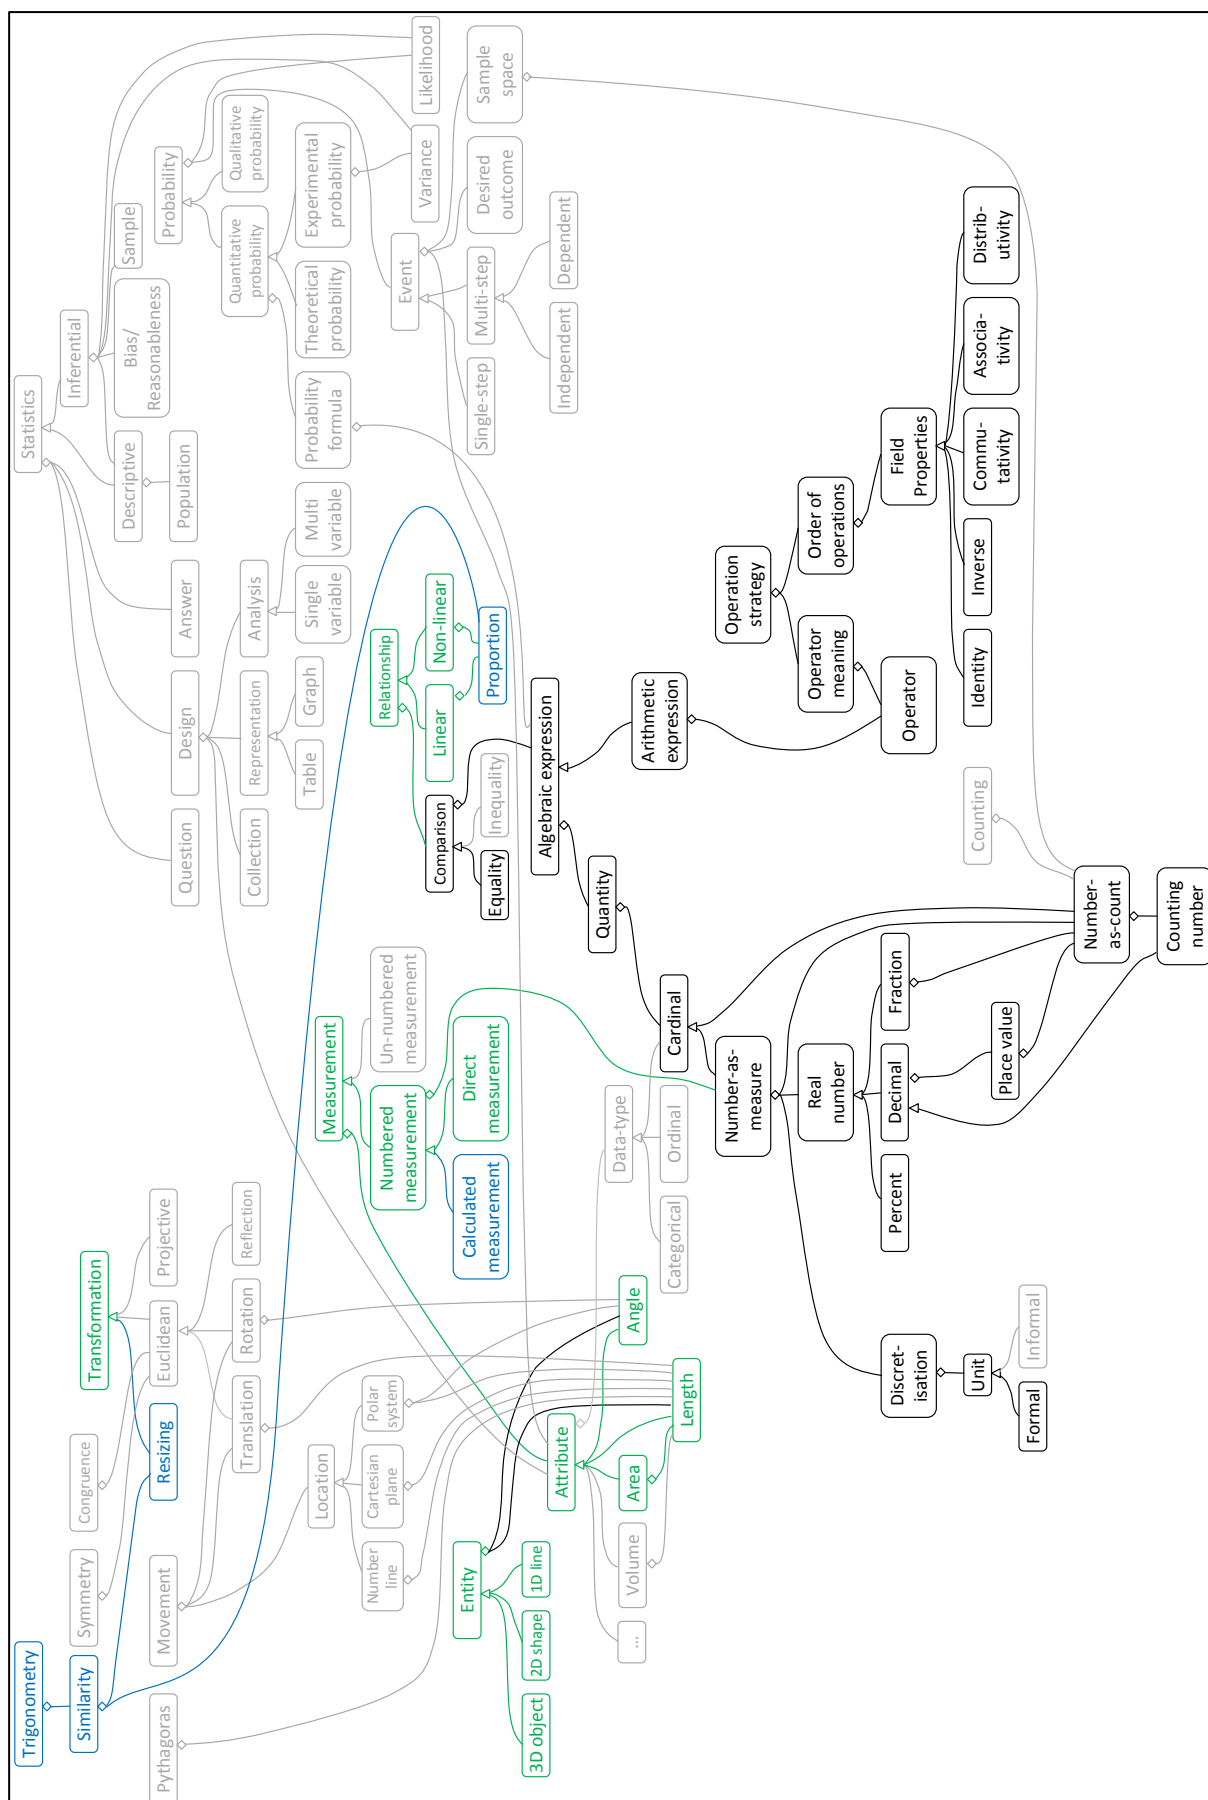 Trigonometry
Similarity
Pythagoras
Symmetry
Congruence
Movement
Resizing
Transformation
Euclidean
Projective
Translation
Rotation
Reflection
Location
Number
line
Cartesian
plane
Polar
system
Entity
3D object
2D shape
1D line
Attribute
...
Volume
Area
Length
Angle
Measurement
Numbered
measurement
Un-numbered
measurement
Calculated
measurement
Direct
measurement
Data-type
Categorical
Ordinal
Cardinal
Quantity
Number-as-
measure
Discret-
isation
Unit
Formal
Informal
Real
number
Percent
Decimal
Fraction
Place value
Number-
as-count
Counting
number
Counting
Statistics
Question
Design
Answer
Descriptive
Inferential
Population
Bias/
Reasonableness
Sample
Collection
Representation
Analysis
Table
Graph
Single
variable
Multi
variable
Probability
Quantitative
probability
Qualitative
probability
Probability
formula
Theoretical
probability
Experimental
probability
Likelihood
Variance
Event
Single-step
Multi-step
Desired
outcome
Sample
space
Independent
Dependent
Relationship
Linear
Non-linear
Proportion
Comparison
Equality
Inequality
Algebraic expression
Arithmetic
expression
Operation
strategy
Operator
meaning
Order of
operations
Operator
Field
Properties
Identity
Inverse
Commu-
tativity
Associa-
tivity
Distrib-
utivity